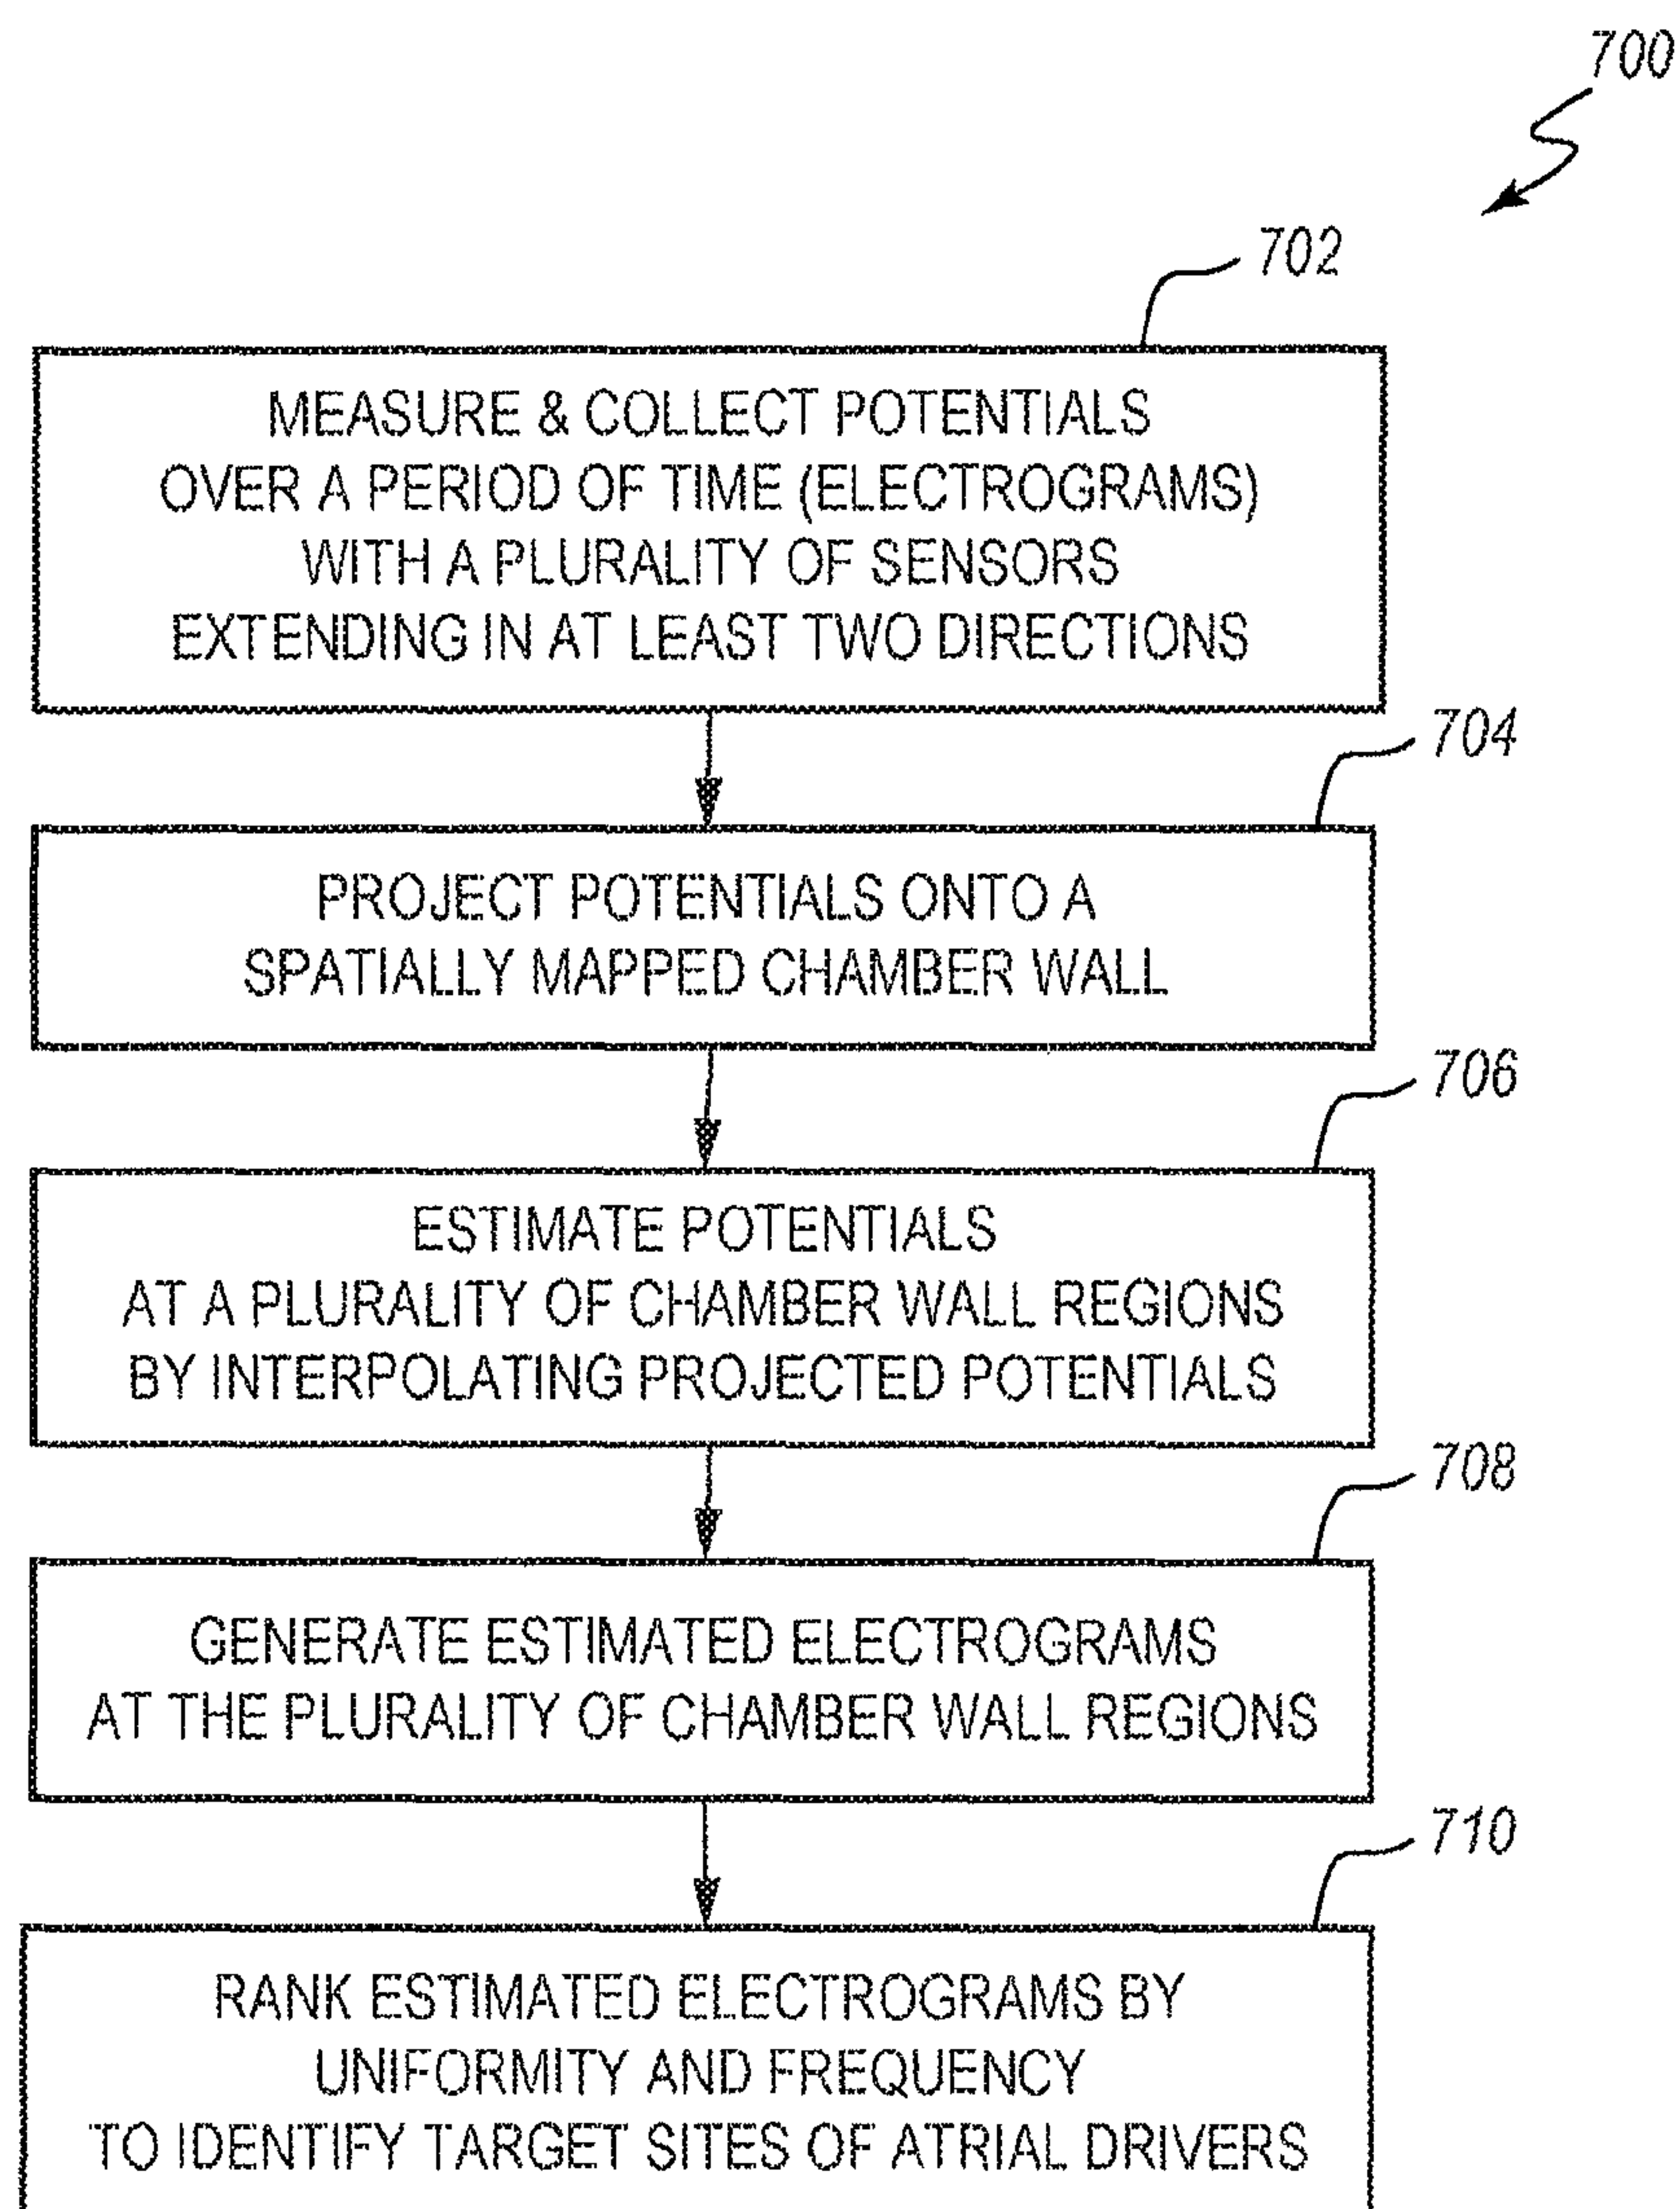 700
702
MEASURE & COLLECT POTENTIALS
OVER A PERIOD OF TIME (ELECTROGRAMS)
WITH A PLURALITY OF SENSORS
EXTENDING IN AT LEAST TWO DIRECTIONS
704
PROJECT POTENTIALS ONTO A
SPATIALLY MAPPED CHAMBER WALL
706
ESTIMATE POTENTIALS
AT A PLURALITY OF CHAMBER WALL REGIONS
BY INTERPOLATING PROJECTED POTENTIALS
708
GENERATE ESTIMATED ELECTROGRAMS
AT THE PLURALITY OF CHAMBER WALL REGIONS
710
RANK ESTIMATED ELECTROGRAMS BY
UNIFORMITY AND FREQUENCY
TO IDENTIFY TARGET SITES OF ATRIAL DRIVERS